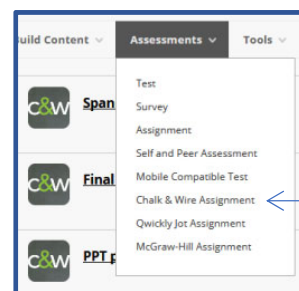 uild Content Assessments Tools
Test
Survey
Assignment
Self and Peer Assessment
Mobile Compatible Test
Chalk & Wire Assignment
Qwickly Jot Assignment
McGraw-Hill Assignment
c&w Span
c&w Final
c&w PPT p